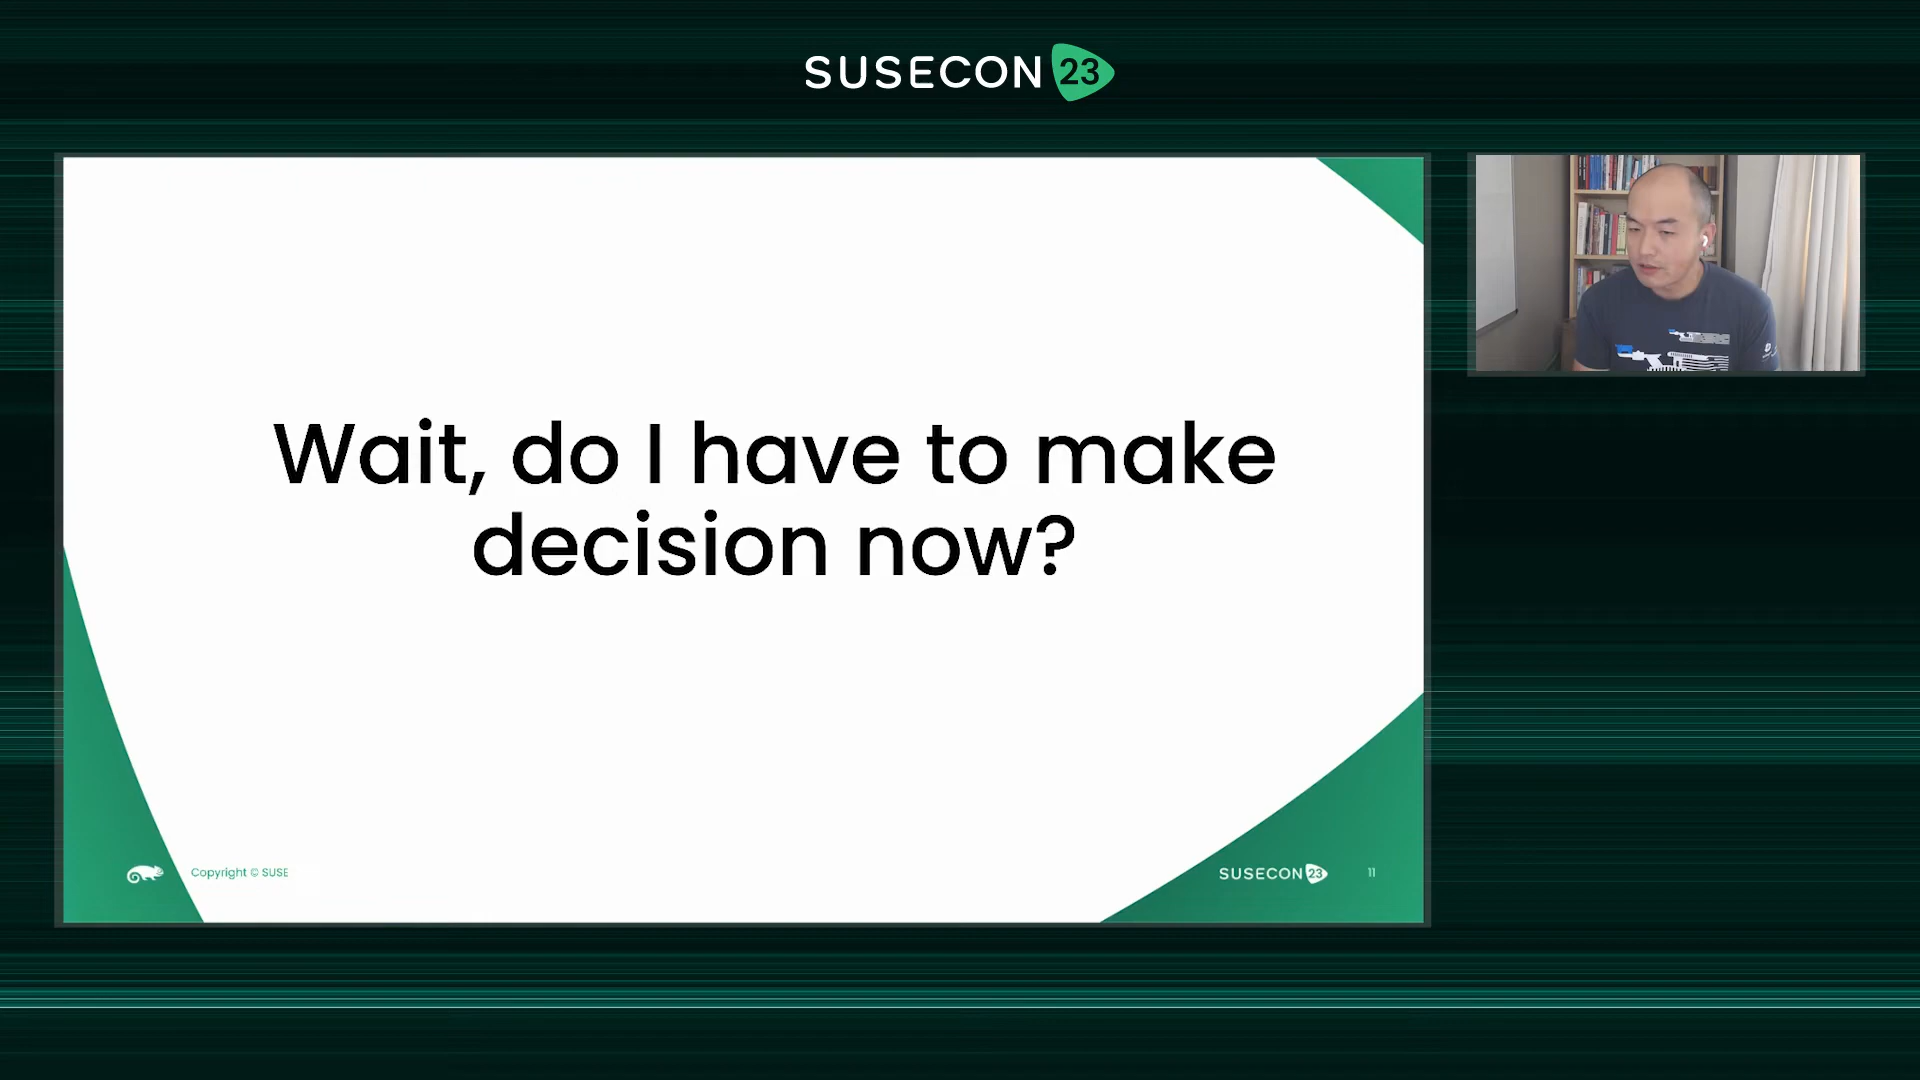 SUSECON 23
Wait, do I have to make
decision now?
Copyright © SUSE
SUSECON 23
11